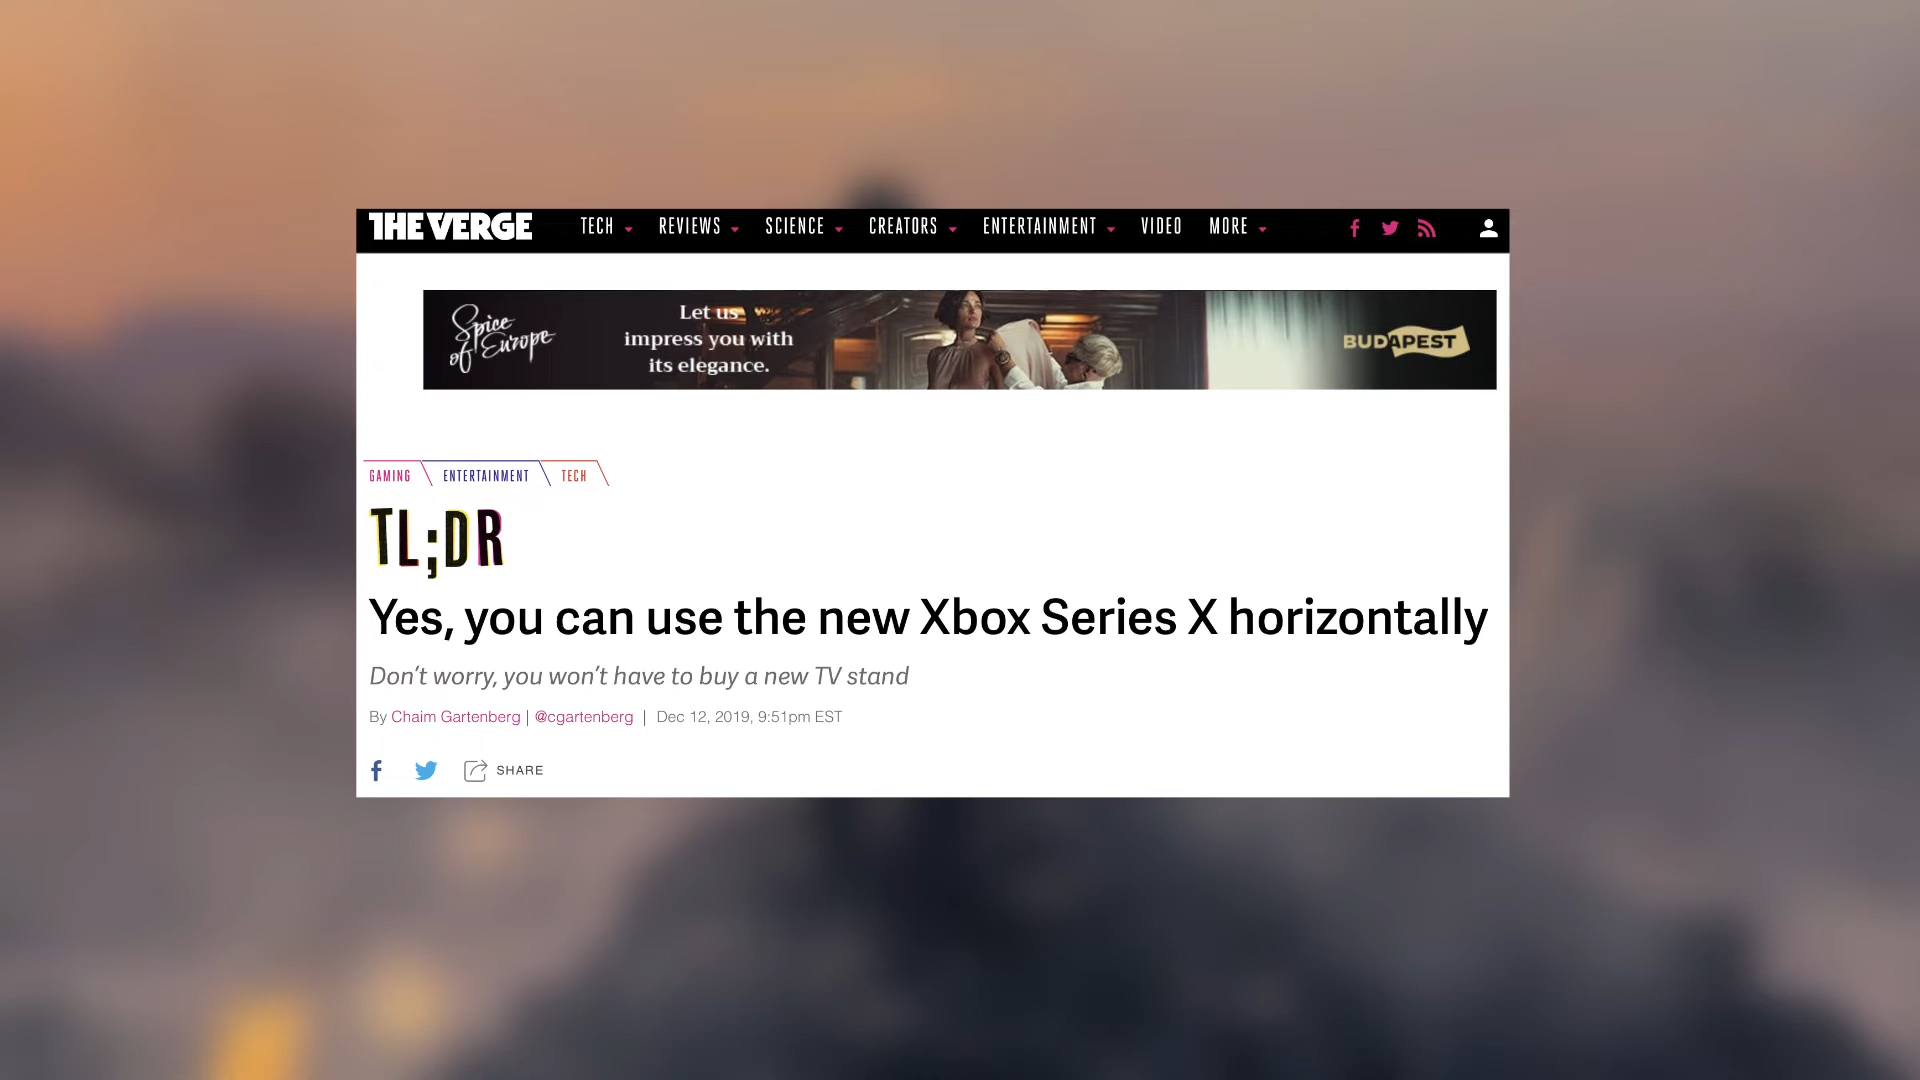 THE VERGE TECH REVIEWS SCIENCE CREATORS ENTERTAINMENT VIDEO MORE
Spice
of Europe
Let us
impress you with
its elegance.
BUDAPEST
GAMING ENTERTAINMENT TECH
TL;DR
Yes, you can use the new Xbox Series X horizontally
Don't worry, you won't have to buy a new TV stand
By Chaim Gartenberg | @cgartenberg | Dec 12, 2019, 9:51pm EST
SHARE